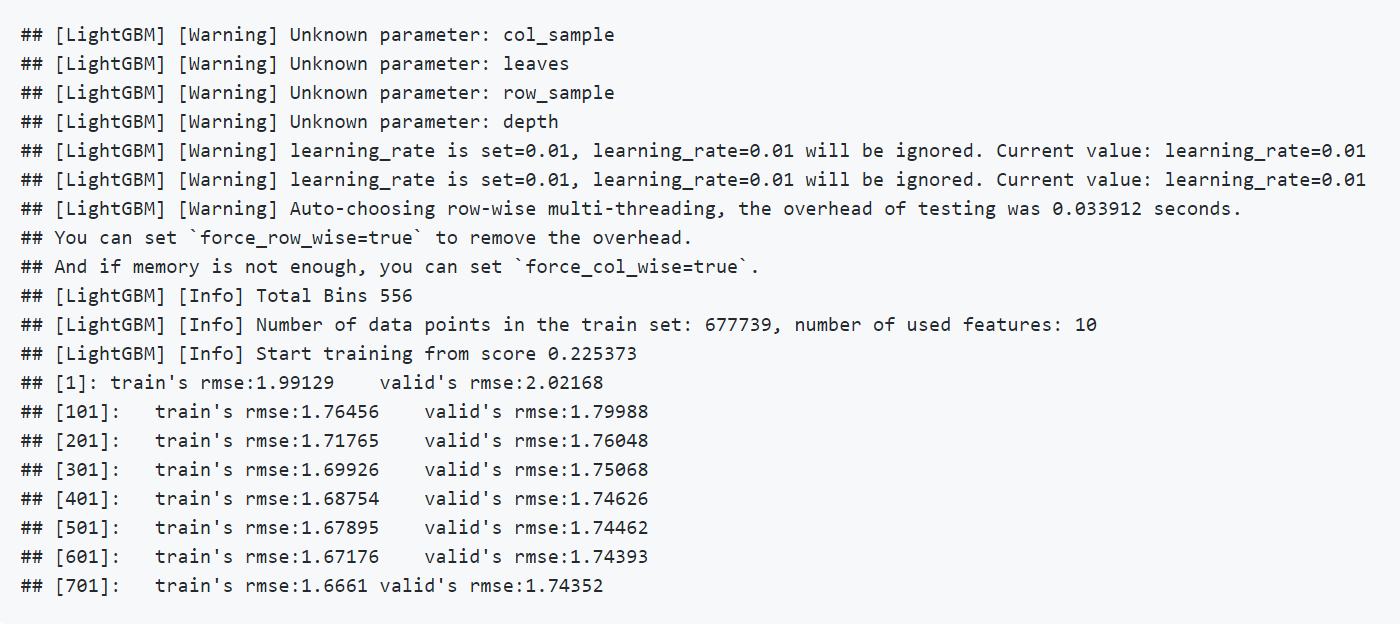 ## [LightGBM] [Warning] Unknown parameter: col_sample
## [LightGBM] [Warning] Unknown parameter: leaves
## [LightGBM] [Warning] Unknown parameter: row_sample
## [LightGBM] [Warning] Unknown parameter: depth
## [LightGBM] [Warning] learning_rate is set=0.01, learning_rate=0.01 will be ignored. Current value: learning_rate=0.01
## [LightGBM] [Warning] learning_rate is set=0.01, learning_rate=0.01 will be ignored. Current value: learning_rate=0.01
## [LightGBM] [Warning] Auto-choosing row-wise multi-threading, the overhead of testing was 0.033912 seconds.
## You can set `force_row_wise=true` to remove the overhead.
## And if memory is not enough, you can set `force_col_wise=true`.
## [LightGBM] [Info] Total Bins 556
## [LightGBM] [Info] Number of data points in the train set: 677739, number of used features: 10
## [LightGBM] [Info] Start training from score 0.225373
## [1]: train's rmse:1.99129    valid's rmse:2.02168
## [101]:   train's rmse:1.76456    valid's rmse:1.79988
## [201]:   train's rmse:1.71765    valid's rmse:1.76048
## [301]:   train's rmse:1.69926    valid's rmse:1.75068
## [401]:   train's rmse:1.68754    valid's rmse:1.74626
## [501]:   train's rmse:1.67895    valid's rmse:1.74462
## [601]:   train's rmse:1.67176    valid's rmse:1.74393
## [701]:   train's rmse:1.6661 valid's rmse:1.74352